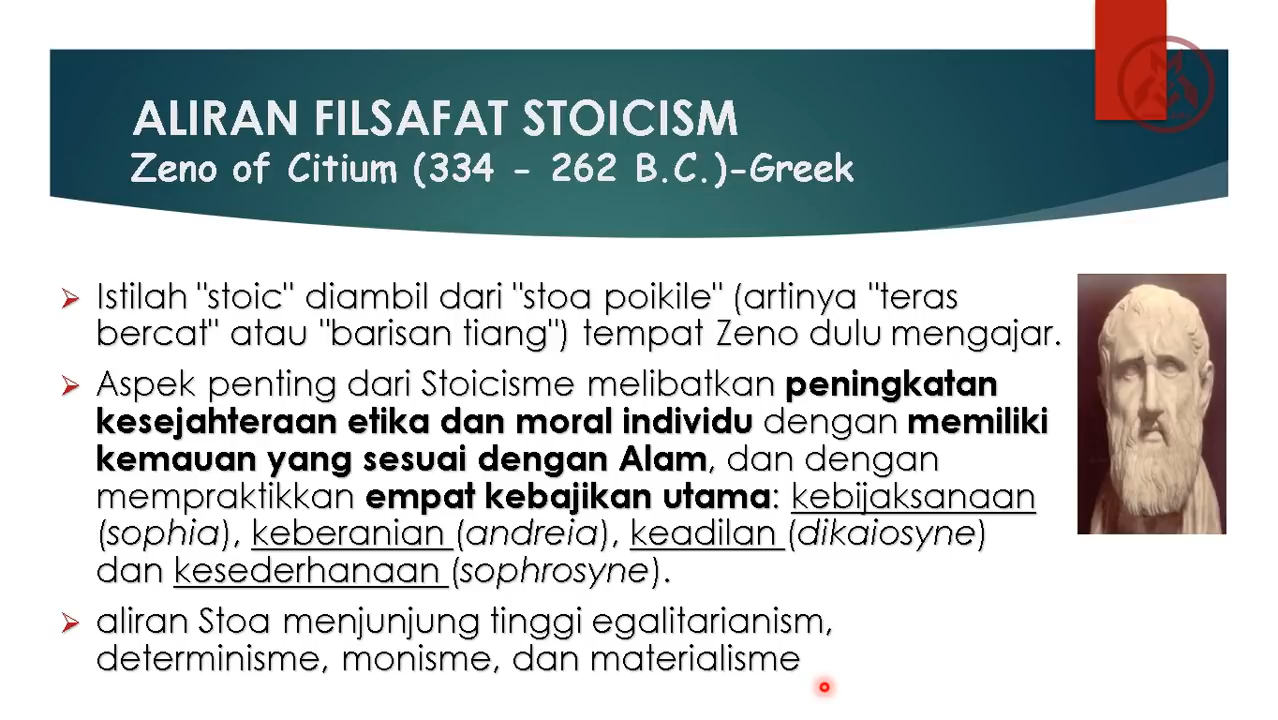 ALIRAN FILSAFAT STOICISM
Zeno of Citium (334 - 262 B.C.)-Greek
Istilah "stoic" diambil dari "stoa poikile" (artinya "teras
bercat" atau "barisan tiang") tempat Zeno dulu mengajar.
Aspek penting dari Stoicisme melibatkan peningkatan
kesejahteraan etika dan moral individu dengan memiliki
kemauan yang sesuai dengan Alam, dan dengan
mempraktikkan empat kebajikan utama: kebijaksanaan
(sophia), keberanian (andreia), keadilan (dikaiosyne)
dan kesederhanaan (sophrosyne).
aliran Stoa menjunjung tinggi egalitarianism,
determinisme, monisme, dan materialisme